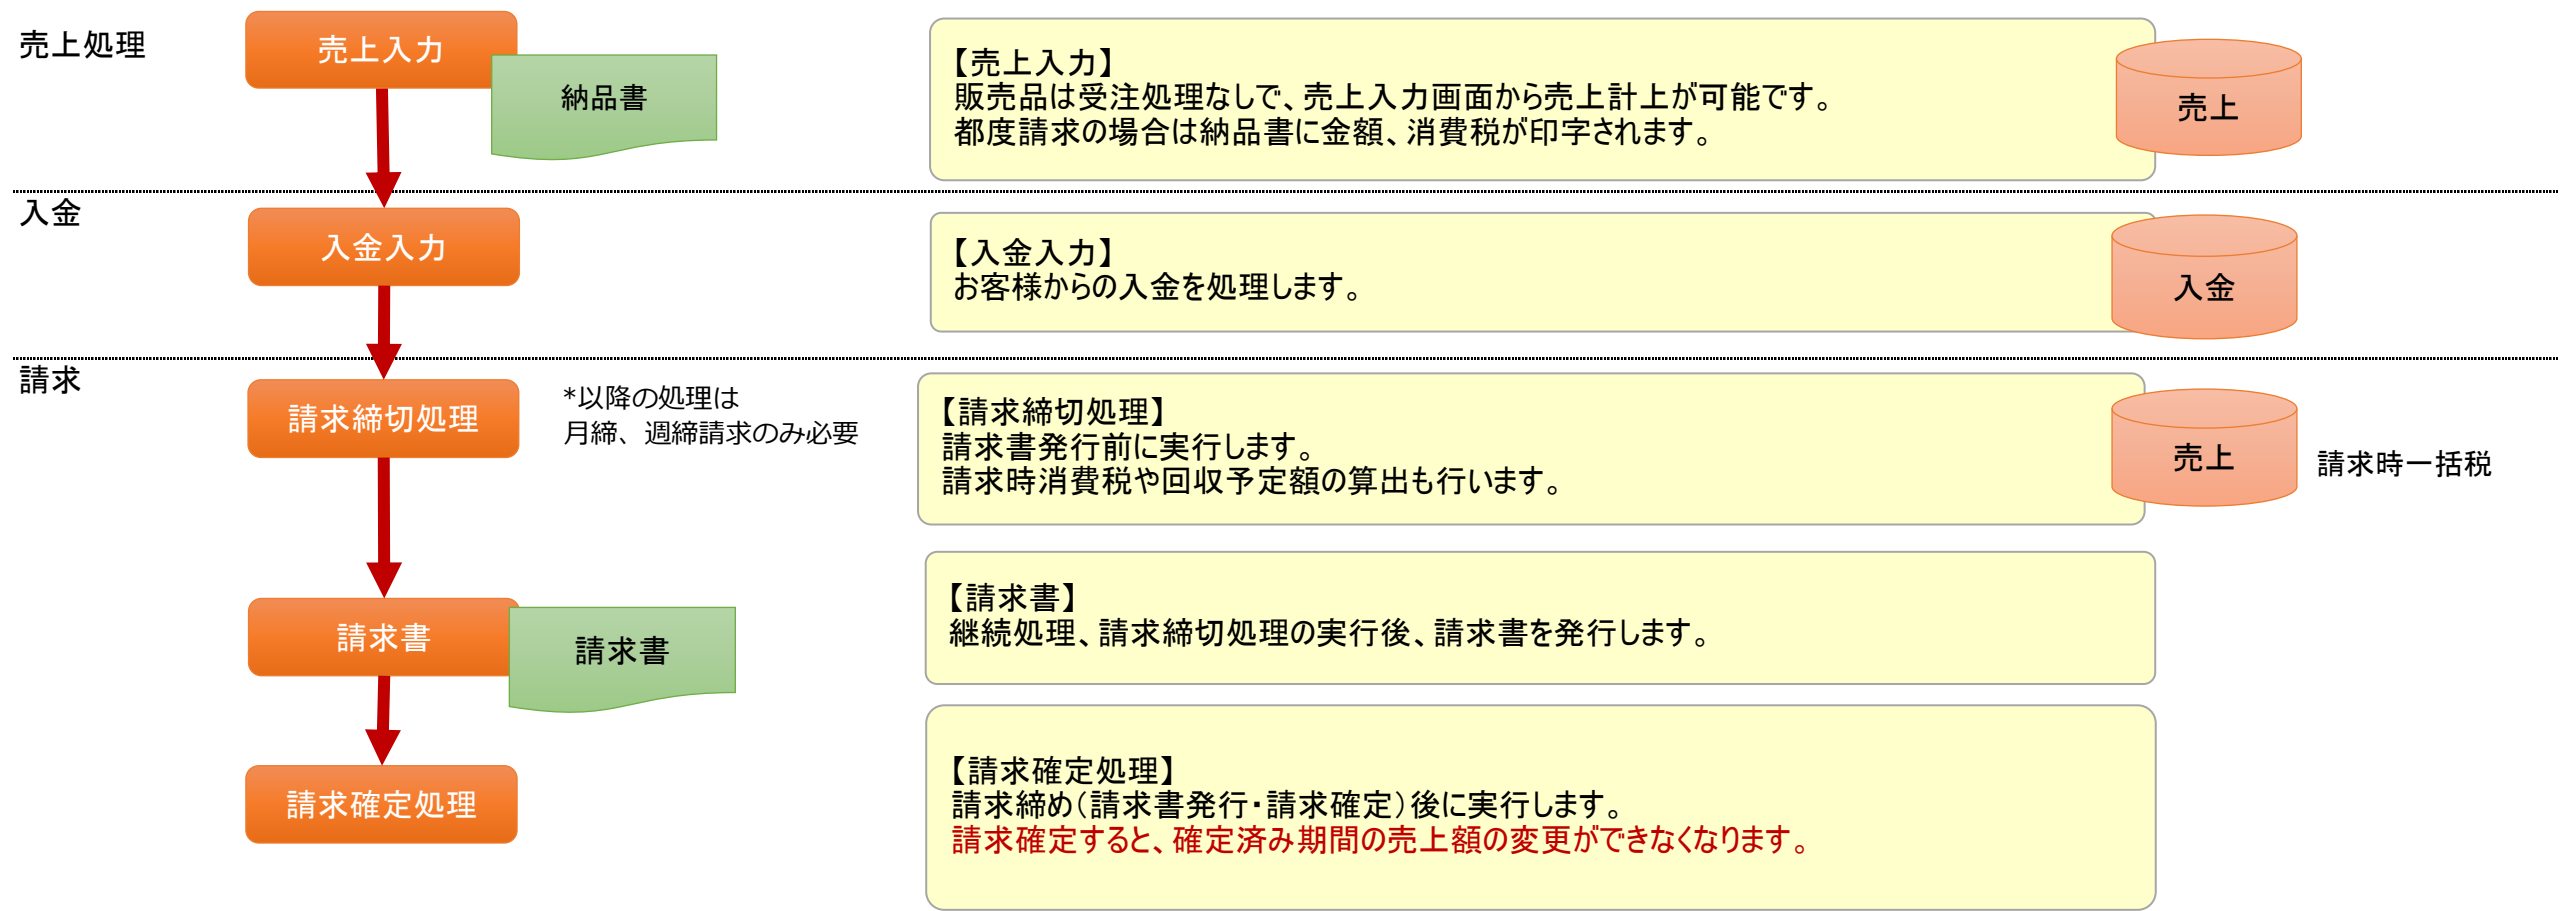 売上処理
売上入力
納品書
【売上入力】
販売品は受注処理なしで、売上入力画面から売上計上が可能です。
都度請求の場合は納品書に金額、消費税が印字されます。
売上
入金
入金入力
【入金入力】
お客様からの入金を処理します。
入金
請求
請求締切処理
*以降の処理は
月締、週締請求のみ必要
【請求締切処理】
請求書発行前に実行します。
請求時消費税や回収予定額の算出も行います。
売上
請求時一括税
請求書
請求書
【請求書】
継続処理、請求締切処理の実行後、請求書を発行します。
請求確定処理
【請求確定処理】
請求締め(請求書発行・請求確定)後に実行します。
請求確定すると、確定済み期間の売上額の変更ができなくなります。